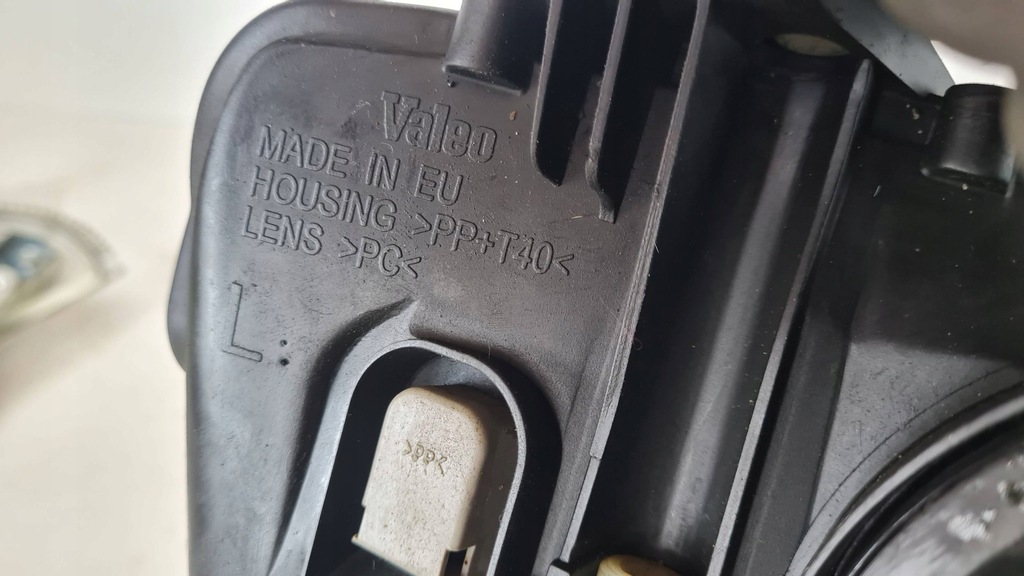 Valeo
MADE IN EU
HOUSING >PP+T40<
LENS >PC<
L:
>PP<